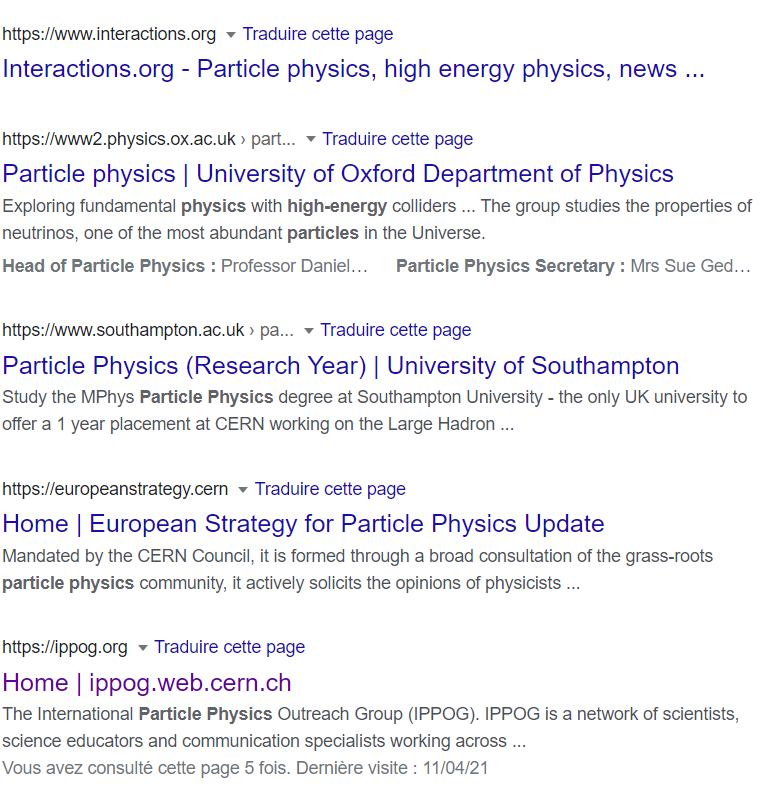 https://www.interactions.org ▼ Traduire cette page
Interactions.org - Particle physics, high energy physics, news ...
https://www2.physics.ox.ac.uk › part... ▼ Traduire cette page
Particle physics | University of Oxford Department of Physics
Exploring fundamental physics with high-energy colliders ... The group studies the properties of
neutrinos, one of the most abundant particles in the Universe.
Head of Particle Physics : Professor Daniel... Particle Physics Secretary : Mrs Sue Ged...
https://www.southampton.ac.uk › pa... ▼ Traduire cette page
Particle Physics (Research Year) | University of Southampton
Study the MPhys Particle Physics degree at Southampton University - the only UK university to
offer a 1 year placement at CERN working on the Large Hadron ...
https://europeanstrategy.cern ▼ Traduire cette page
Home | European Strategy for Particle Physics Update
Mandated by the CERN Council, it is formed through a broad consultation of the grass-roots
particle physics community, it actively solicits the opinions of physicists ...
https://ippog.org ▼ Traduire cette page
Home | ippog.web.cern.ch
The International Particle Physics Outreach Group (IPPOG). IPPOG is a network of scientists,
science educators and communication specialists working across ...
Vous avez consulté cette page 5 fois. Dernière visite : 11/04/21